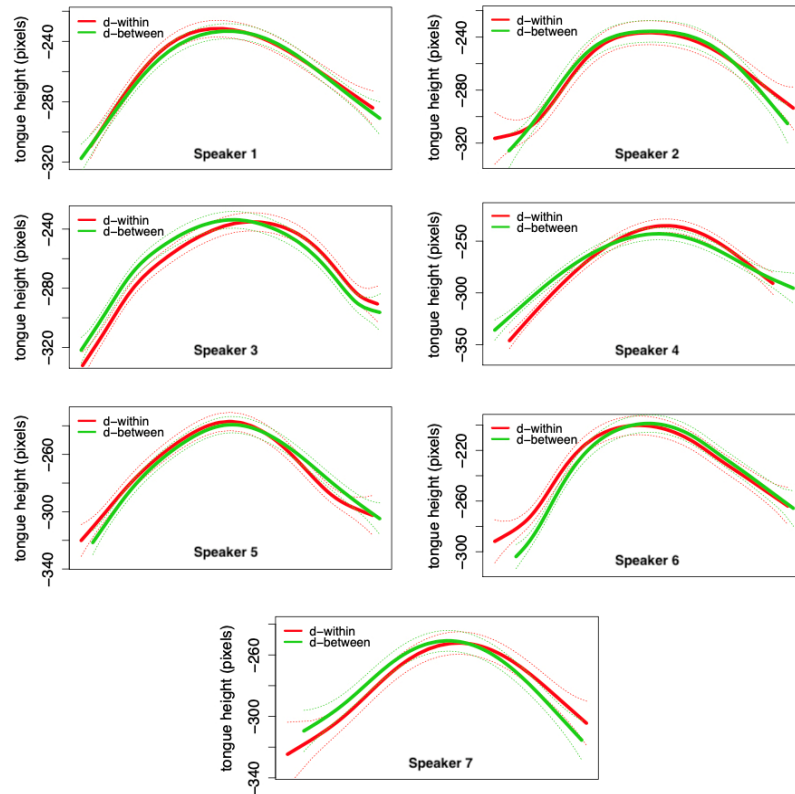 tongue height (pixels)
-320 -280 -240
d-within
d-between
Speaker 1
tongue height (pixels)
-320 -280 -240
d-within
d-between
Speaker 2
tongue height (pixels)
-320 -280 -240
d-within
d-between
Speaker 3
tongue height (pixels)
-350 -300 -250
d-within
d-between
Speaker 4
tongue height (pixels)
-340 -300 -260
d-within
d-between
Speaker 5
tongue height (pixels)
-300 -260 -220
d-within
d-between
Speaker 6
tongue height (pixels)
-340 -300 -260
d-within
d-between
Speaker 7